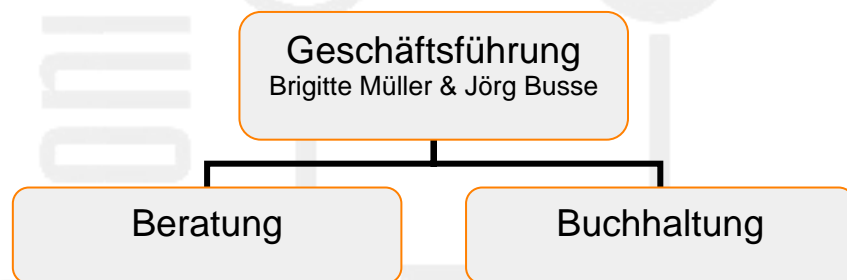 Geschäftsführung
Brigitte Müller & Jörg Busse
Beratung
Buchhaltung